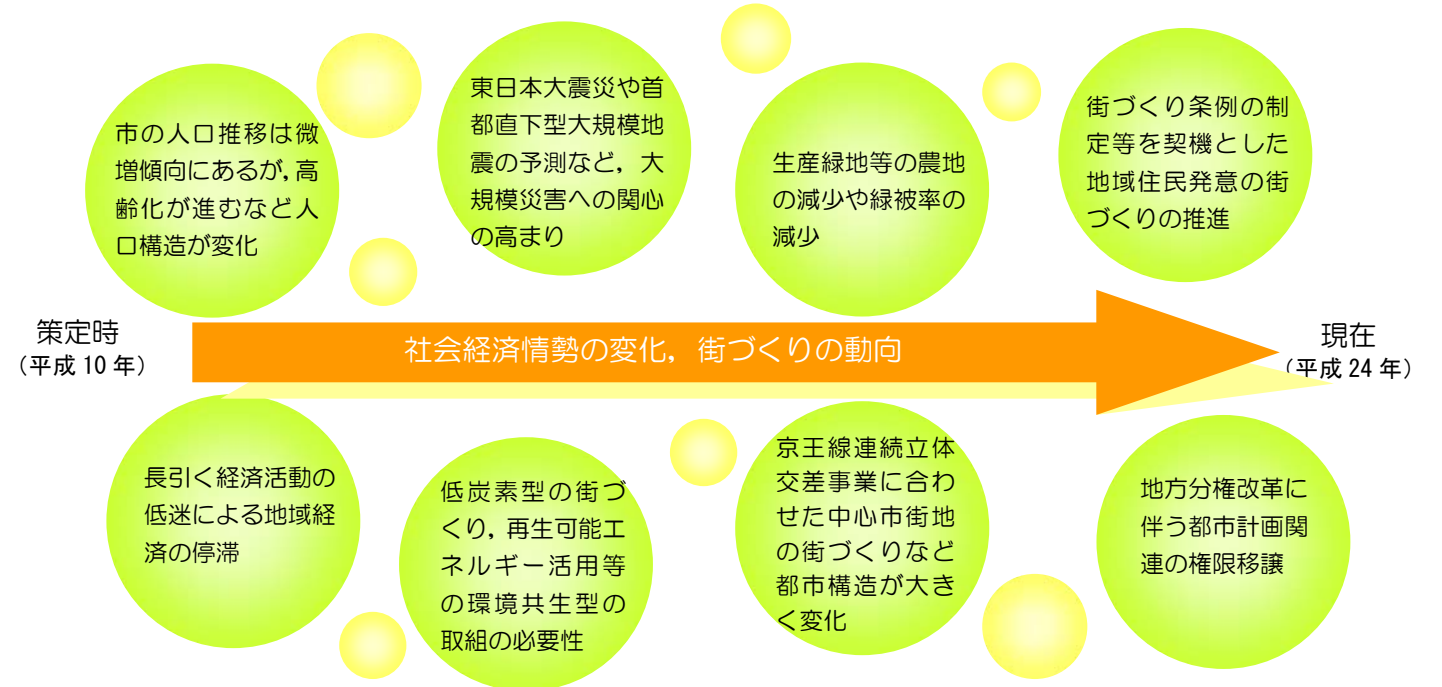 市の人口推移は微
増傾向にあるが，高
齢化が進むなど人
口構造が変化
東日本大震災や首
都直下型大規模地
震の予測など，大
規模災害への関心
の高まり
生産緑地等の農地
の減少や緑被率の
減少
街づくり条例の制
定等を契機とした
地域住民発意の街
づくりの推進
策定時
（平成 10 年）
社会経済情勢の変化，街づくりの動向
現在
（平成 24 年）
長引く経済活動の
低迷による地域経
済の停滞
低炭素型の街づ
くり，再生可能エ
ネルギー活用等
の環境共生型の
取組の必要性
京王線連続立体
交差事業に合わ
せた中心市街地
の街づくりなど
都市構造が大き
く変化
地方分権改革に
伴う都市計画関
連の権限移譲